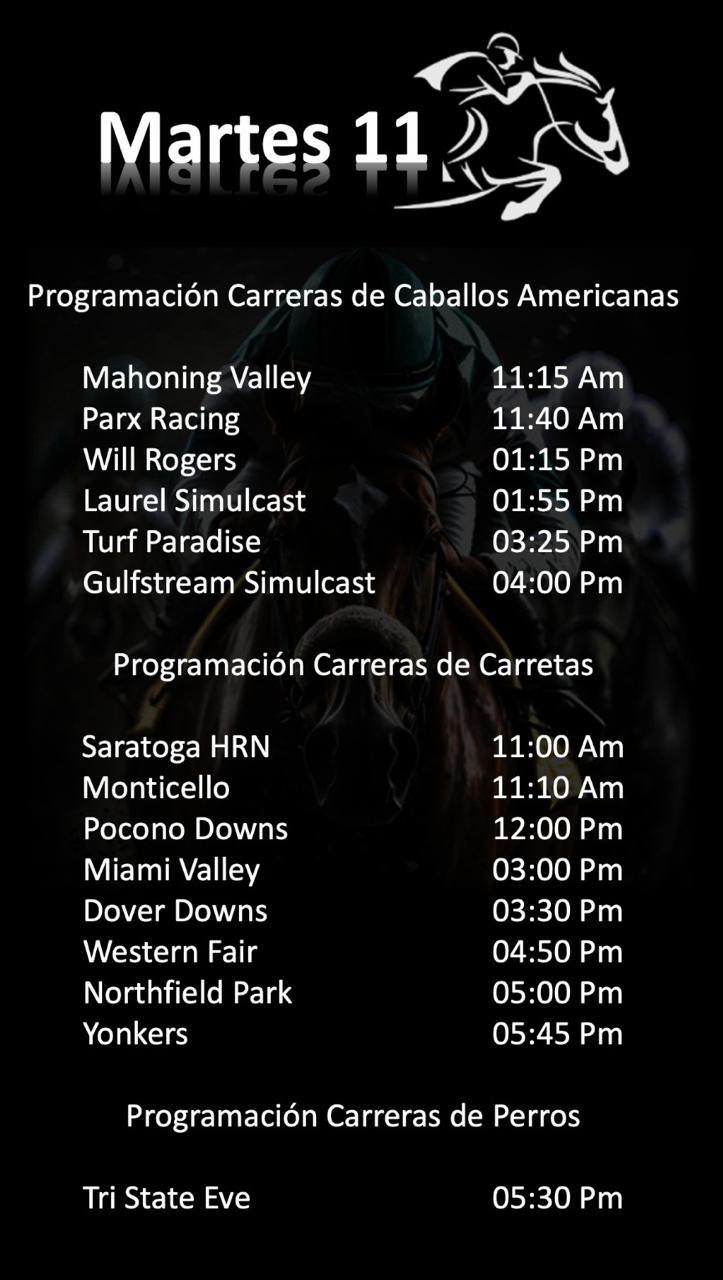 Martes 11
Programación Carreras de Caballos Americanas
Mahoning Valley 11:15 Am
Parx Racing 11:40 Am
Will Rogers 01:15 Pm
Laurel Simulcast 01:55 Pm
Turf Paradise 03:25 Pm
Gulfstream Simulcast 04:00 Pm
Programación Carreras de Carretas
Saratoga HRN 11:00 Am
Monticello 11:10 Am
Pocono Downs 12:00 Pm
Miami Valley 03:00 Pm
Dover Downs 03:30 Pm
Western Fair 04:50 Pm
Northfield Park 05:00 Pm
Yonkers 05:45 Pm
Programación Carreras de Perros
Tri State Eve 05:30 Pm